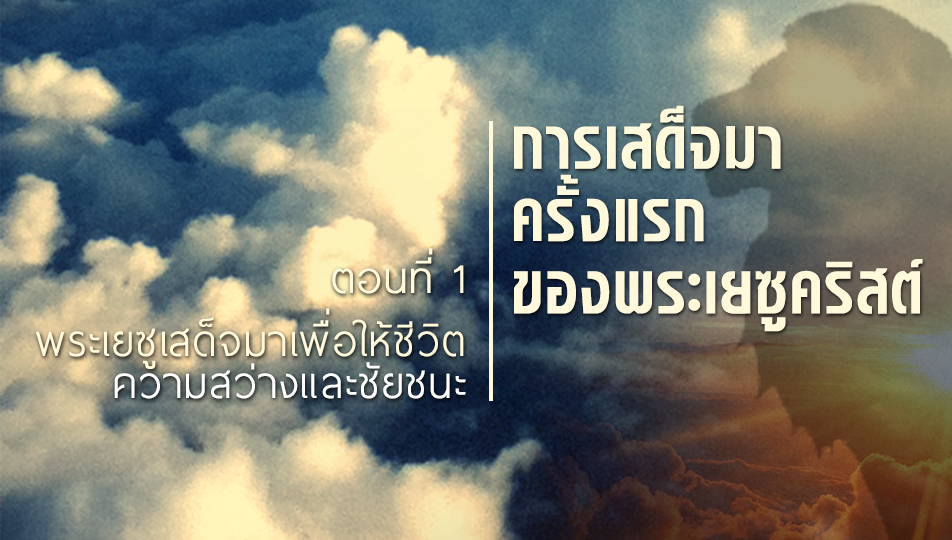 การเสด็จมา
ครั้งแรก
ของพระเยซูคริสต์
ตอนที่ 1
พระเยซูเสด็จมาเพื่อให้ชีวิต
ความสว่างและชัยชนะ